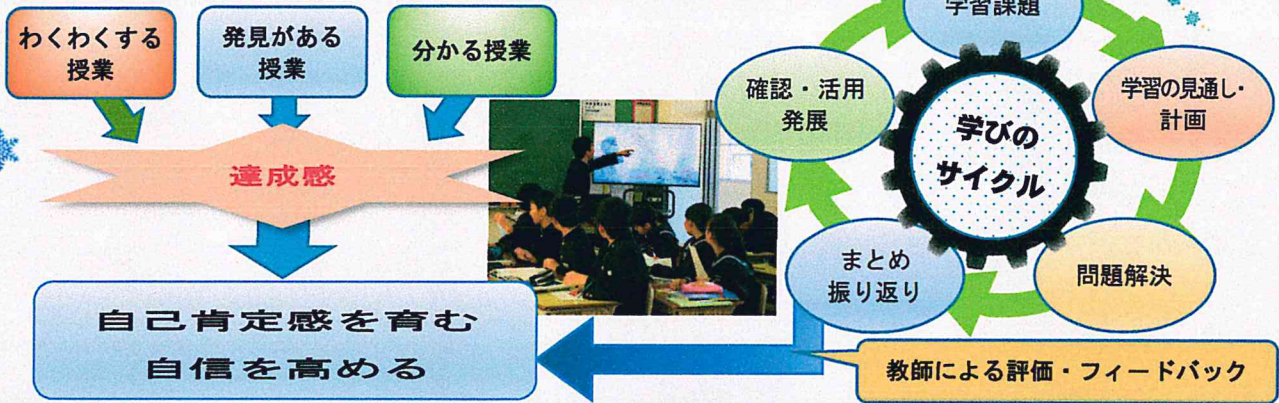 わくわくする
授業
発見がある
授業
分かる授業
達成感
自己肯定感を育む
自信を高める
学習課題
学習の見通し・
計画
問題解決
まとめ
振り返り
確認・活用
発展
学びの
サイクル
教師による評価・フィードバック